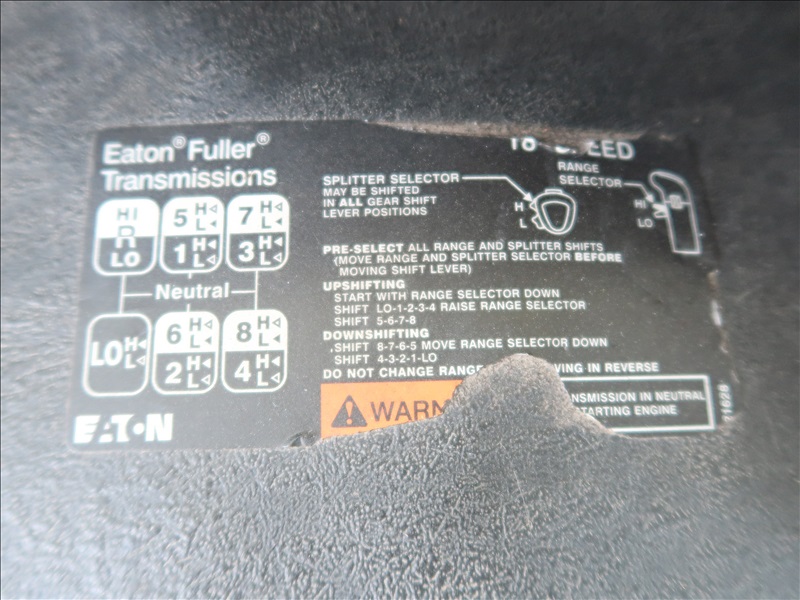 Eaton® Fuller®
Transmissions
HI
R
LO
5 H L
1 H L
7 H L
3 H L
Neutral
LO H L
6 H L
2 H L
8 H L
4 H L
EATON
SPLITTER SELECTOR
MAY BE SHIFTED
IN ALL GEAR SHIFT
LEVER POSITIONS
H
L
RANGE
SELECTOR
HI
LO
PRE-SELECT ALL RANGE AND SPLITTER SHIFTS
(MOVE RANGE AND SPLITTER SELECTOR BEFORE
MOVING SHIFT LEVER)
UPSHIFTING
START WITH RANGE SELECTOR DOWN
SHIFT LO-1-2-3-4 RAISE RANGE SELECTOR
SHIFT 5-6-7-8
DOWNSHIFTING
SHIFT 8-7-6-5 MOVE RANGE SELECTOR DOWN
SHIFT 4-3-2-1-LO
DO NOT CHANGE RANGE IN REVERSE
IN NEUTRAL
ENGINE